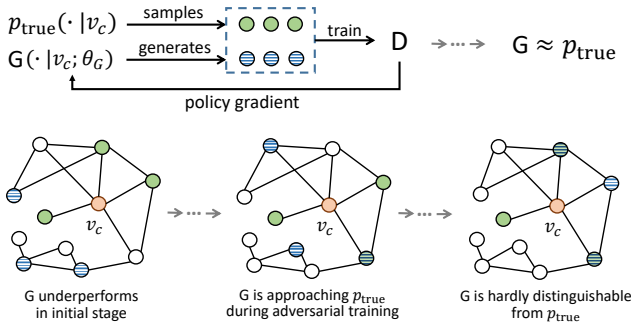 p_true(· |v_c)
samples
train
D
G ≈ p_true
G(· |v_c; θ_G)
generates
policy gradient
v_c
v_c
v_c
G underperforms
in initial stage
G is approaching p_true
during adversarial training
G is hardly distinguishable
from p_true